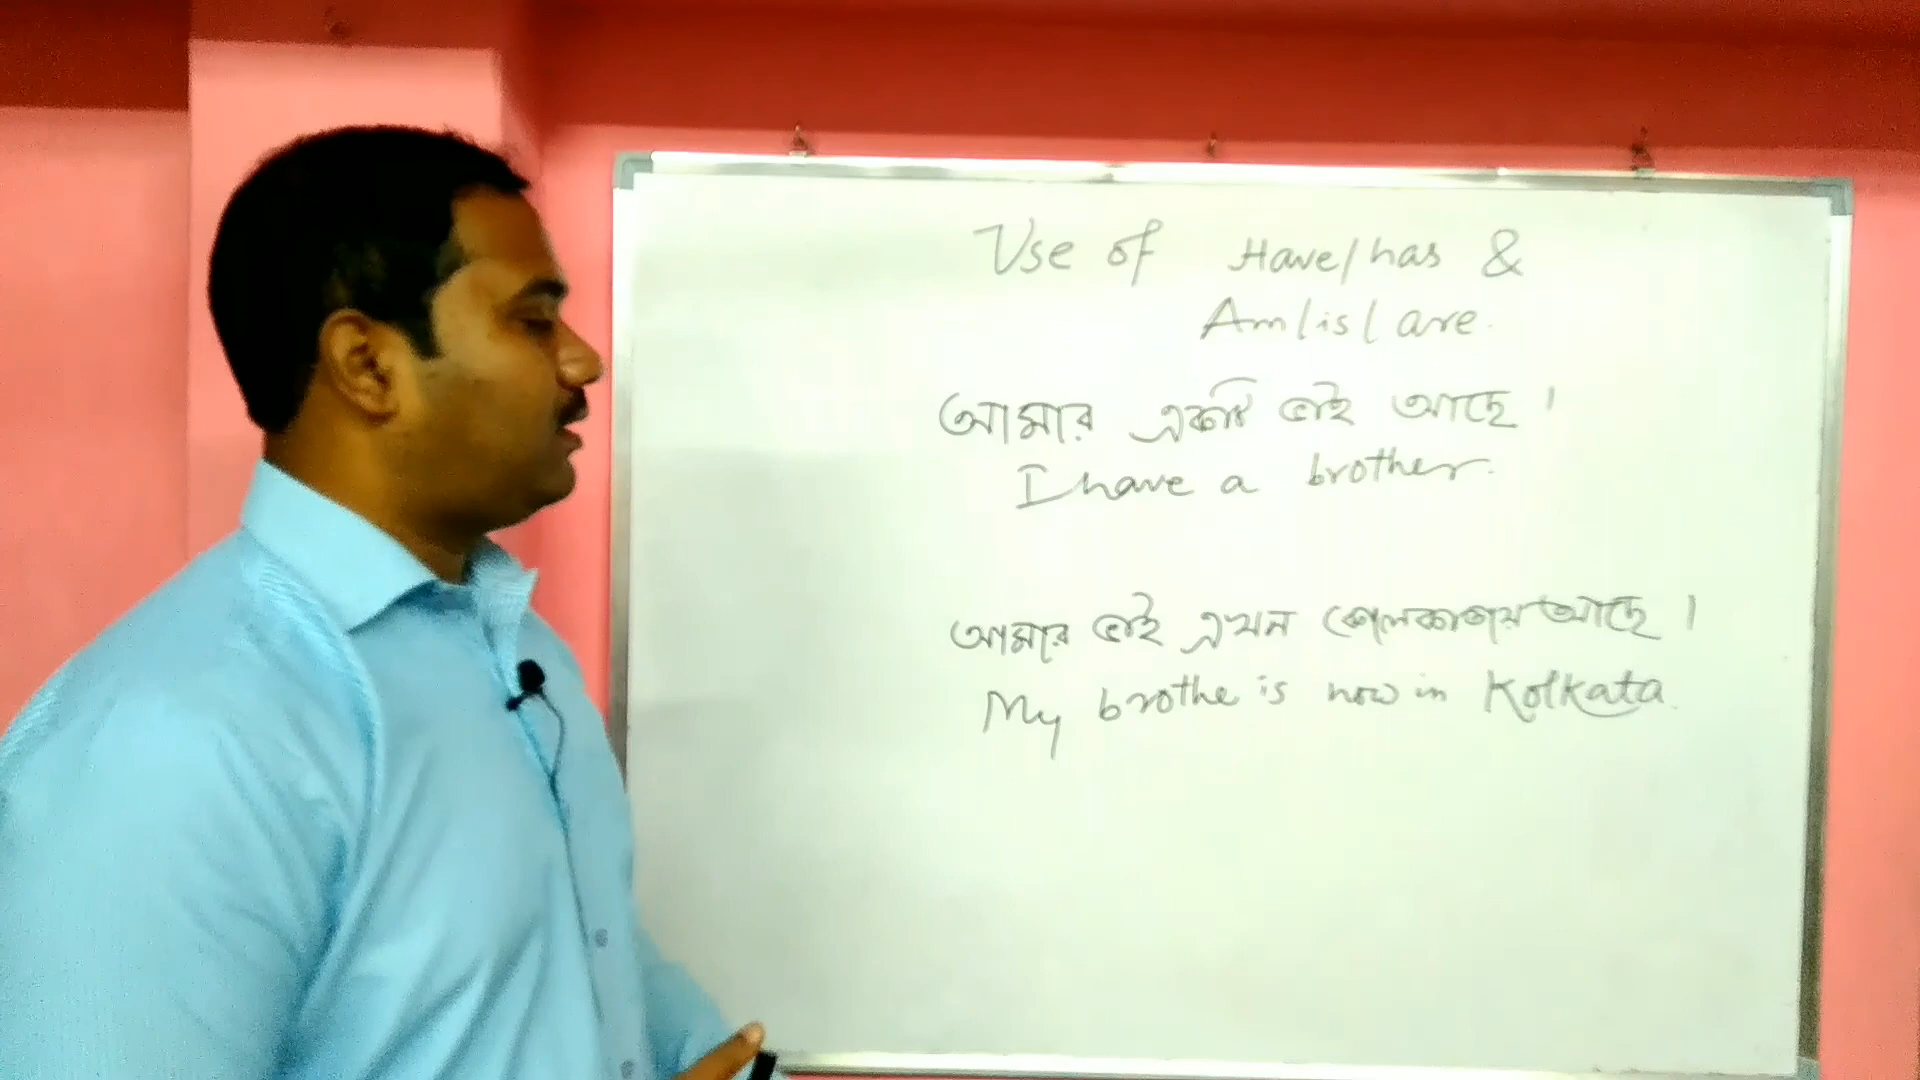 Use of Have/has &
Am/is/are.
আমার একটি ভাই আছে।
I have a brother.
আমার ভাই এখন কোলকাতায় আছে।
My brothe is now in Kolkata.